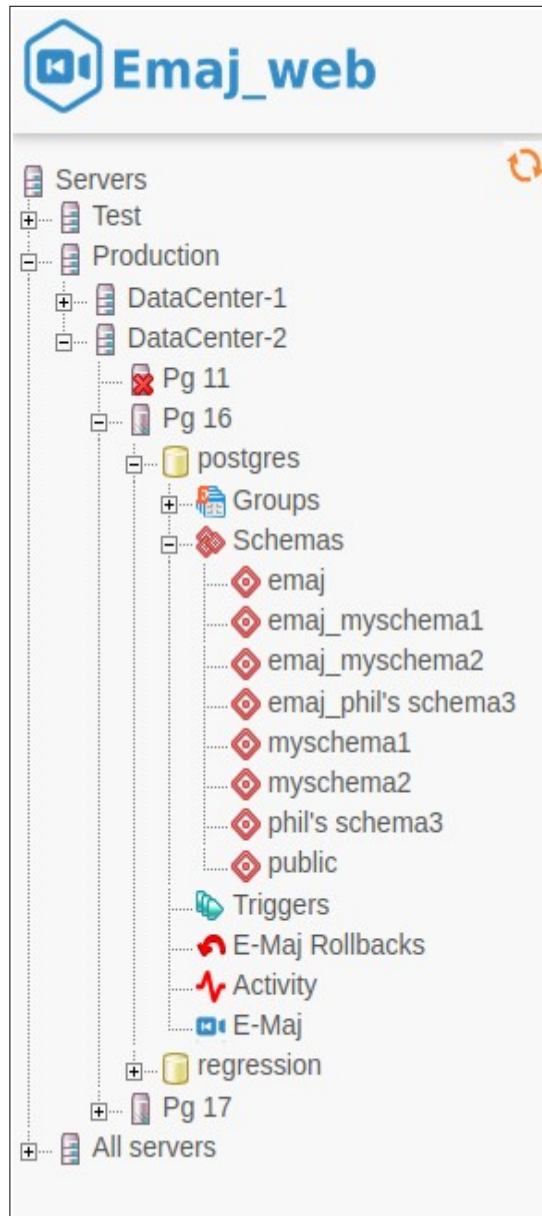 Emaj_web
Servers
Test
Production
DataCenter-1
DataCenter-2
Pg 11
Pg 16
postgres
Groups
Schemas
emaj
emaj_myschema1
emaj_myschema2
emaj_phil's schema3
myschema1
myschema2
phil's schema3
public
Triggers
E-Maj Rollbacks
Activity
E-Maj
regression
Pg 17
All servers